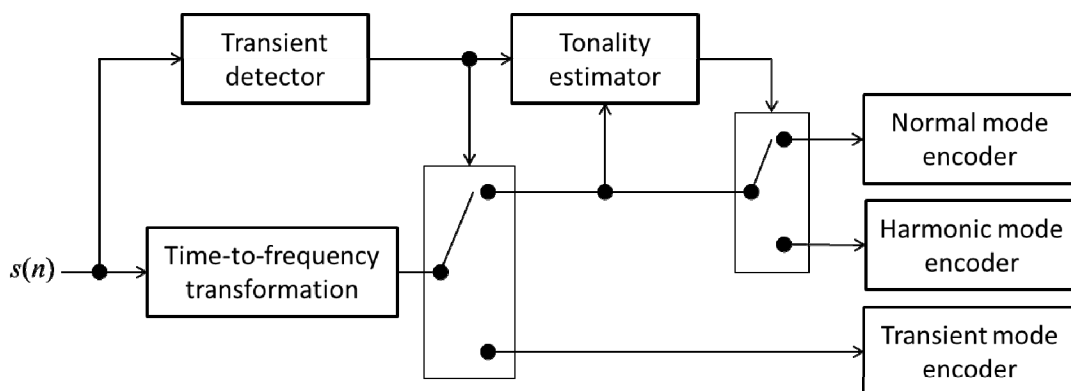 Transient
detector
Tonality
estimator
Normal mode
encoder
Harmonic mode
encoder
s(n)
Time-to-frequency
transformation
Transient mode
encoder